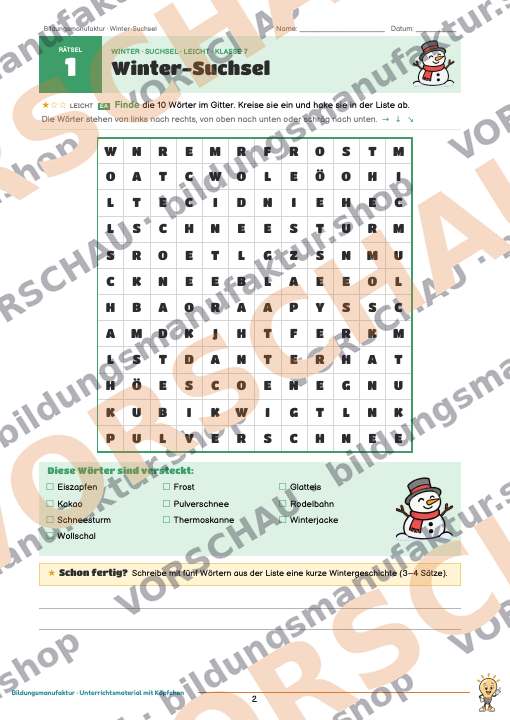 Bildungsmanufaktur · Winter-Suchsel Name: Datum:
RÄTSEL
1
WINTER-SUCHSEL · LEICHT · KLASSE 7
Winter-Suchsel
★☆☆ LEICHT EA Finde die 10 Wörter im Gitter. Kreise sie ein und hake sie in der Liste ab.
Die Wörter stehen von links nach rechts, von oben nach unten oder schräg nach unten. → ↓ ↘
W N R E M R F R O S T M
O A T C W O L E Ö O H I
L T E C I D N I E H E C
L S C H N E E S T U R M
S R O E T L G Z S N M U
C K N E E B L A E E O L
H B A O R A A P Y S S C
A M D K J H T F E R K M
L S T D A N T E R H A T
H Ö E S C O E N E G N U
K U B I K W I G T L N K
P U L V E R S C H N E E
Diese Wörter sind versteckt:
Eiszapfen Frost Glatteis
Kakao Pulverschnee Rodelbahn
Schneesturm Thermoskanne Winterjacke
Wollschal
★ Schon fertig? Schreibe mit fünf Wörtern aus der Liste eine kurze Wintergeschichte (3–4 Sätze).
Bildungsmanufaktur · Unterrichtsmaterial mit Köpfchen
2
VORSCHAU · bildungsmanufaktur.shop